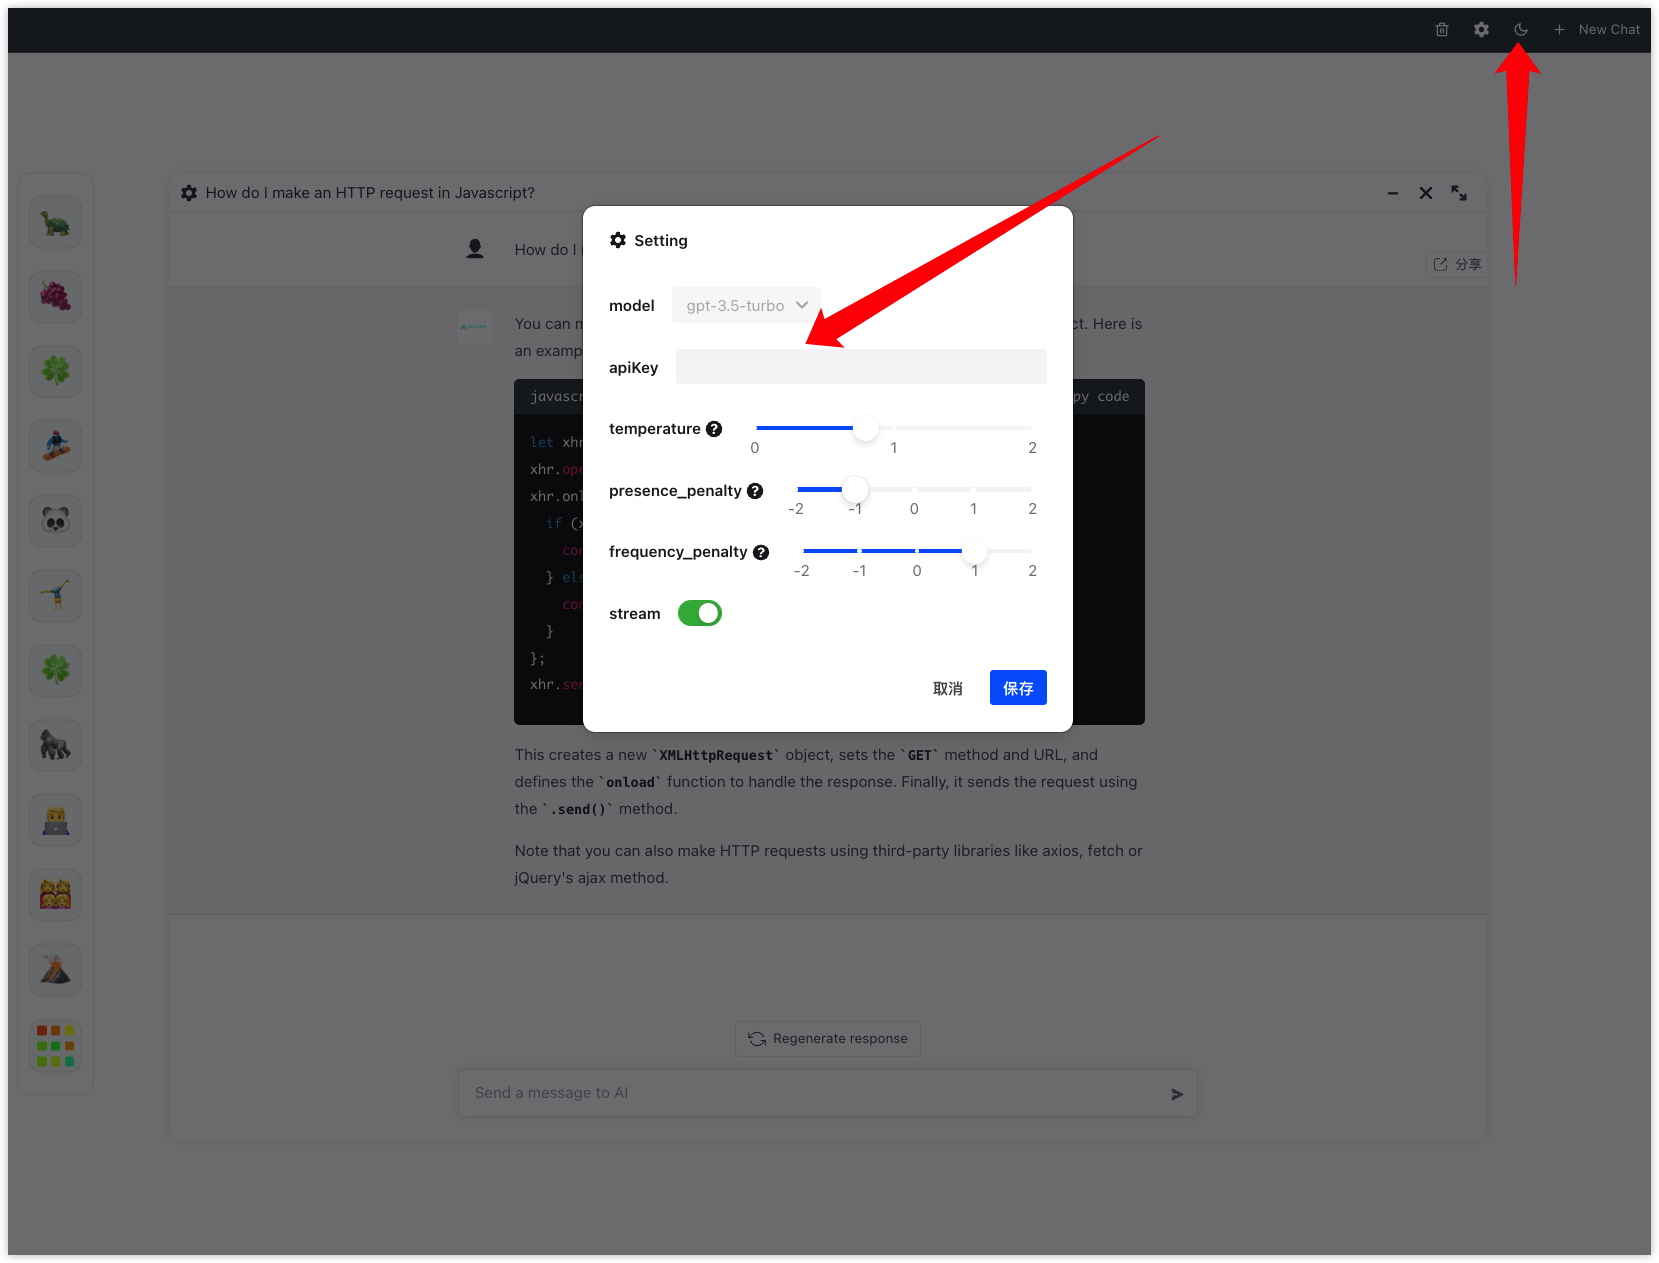 New Chat
How do I make an HTTP request in Javascript?
How do I
分享
Setting
model
gpt-3.5-turbo
You can
ct. Here is
an examp
apiKey
javascr
py code
temperature
0 1 2
let xhr
xhr.ope
presence_penalty
-2 -1 0 1 2
xhr.onl
if (x
frequency_penalty
-2 -1 0 1 2
con
} els
con
stream
}
};
xhr.sen
取消
保存
This creates a new `XMLHttpRequest` object, sets the `GET` method and URL, and
defines the `onload` function to handle the response. Finally, it sends the request using
the `.send()` method.
Note that you can also make HTTP requests using third-party libraries like axios, fetch or
jQuery's ajax method.
Regenerate response
Send a message to AI